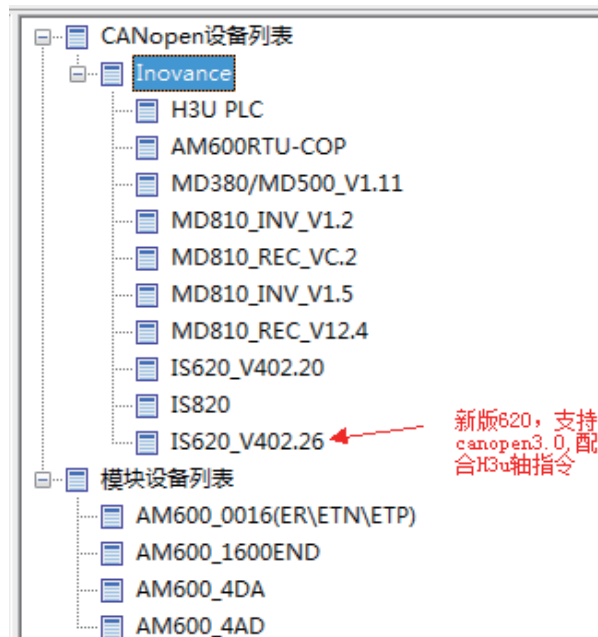 CANopen设备列表
Inovance
H3U PLC
AM600RTU-COP
MD380/MD500_V1.11
MD810_INV_V1.2
MD810_REC_VC.2
MD810_INV_V1.5
MD810_REC_V12.4
IS620_V402.20
IS820
IS620_V402.26
新版620，支持
canopen3.0,配
合H3u轴指令
模块设备列表
AM600_0016(ER\ETN\ETP)
AM600_1600END
AM600_4DA
AM600_4AD